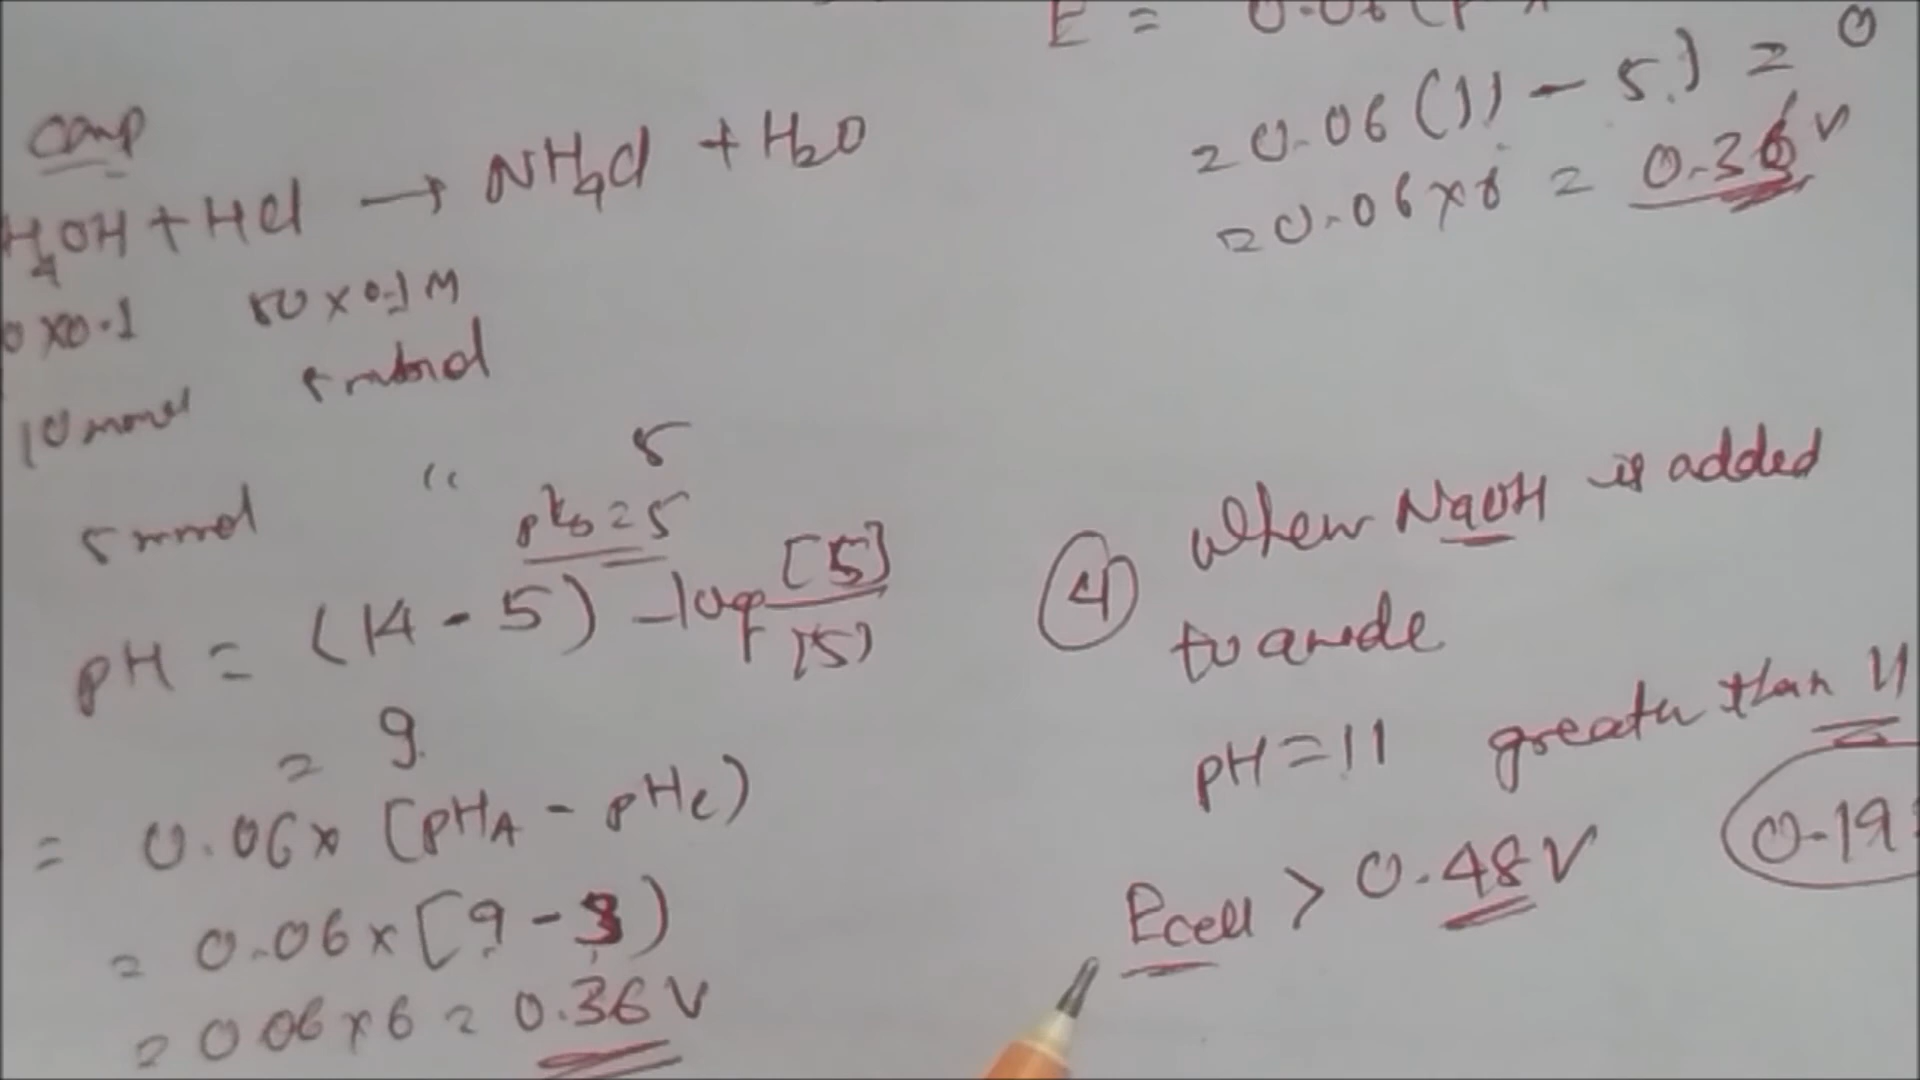 comp
H4OH + HCl → NH4Cl + H2O
0 x0.1 50 x 0.1 M
10 mmol 5 mmol
5 mmol " 5
pkb = 5
pH = (14 - 5) - log [5]/[5]
= 9
= 0.06 x (pHA - pHC)
= 0.06 x [9 - 3)
= 0.06 x 6 = 0.36 V
E =
= 0.06 (11 - 5) = 0
= 0.06 x 6 = 0.36 V
4 when NaOH is added
to anode
pH = 11 greater than 11
Ecell > 0.48 V 0.19